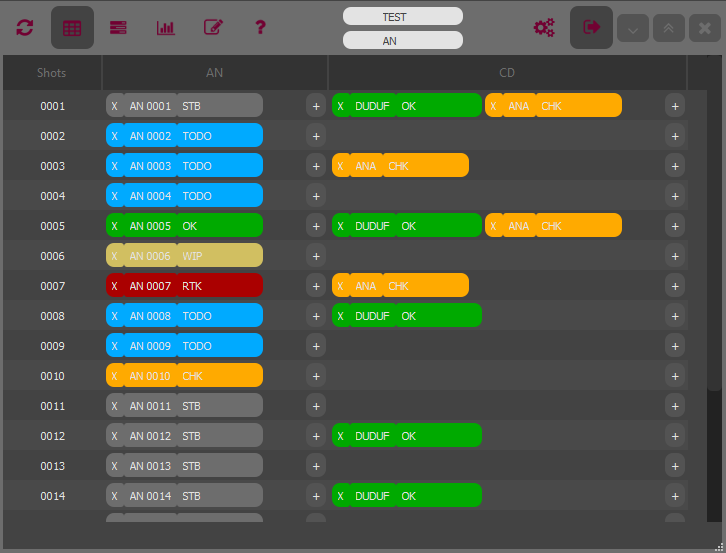 TEST
?
AN
Shots AN CD
0001 X AN 0001 STB + X DUDUF OK X ANA CHK +
0002 X AN 0002 TODO + +
0003 X AN 0003 TODO + X ANA CHK +
0004 X AN 0004 TODO + +
0005 X AN 0005 OK + X DUDUF OK X ANA CHK +
0006 X AN 0006 WIP + +
0007 X AN 0007 RTK + X ANA CHK +
0008 X AN 0008 TODO + X DUDUF OK +
0009 X AN 0009 TODO + +
0010 X AN 0010 CHK + +
0011 X AN 0011 STB + +
0012 X AN 0012 STB + X DUDUF OK +
0013 X AN 0013 STB + +
0014 X AN 0014 STB + X DUDUF OK +